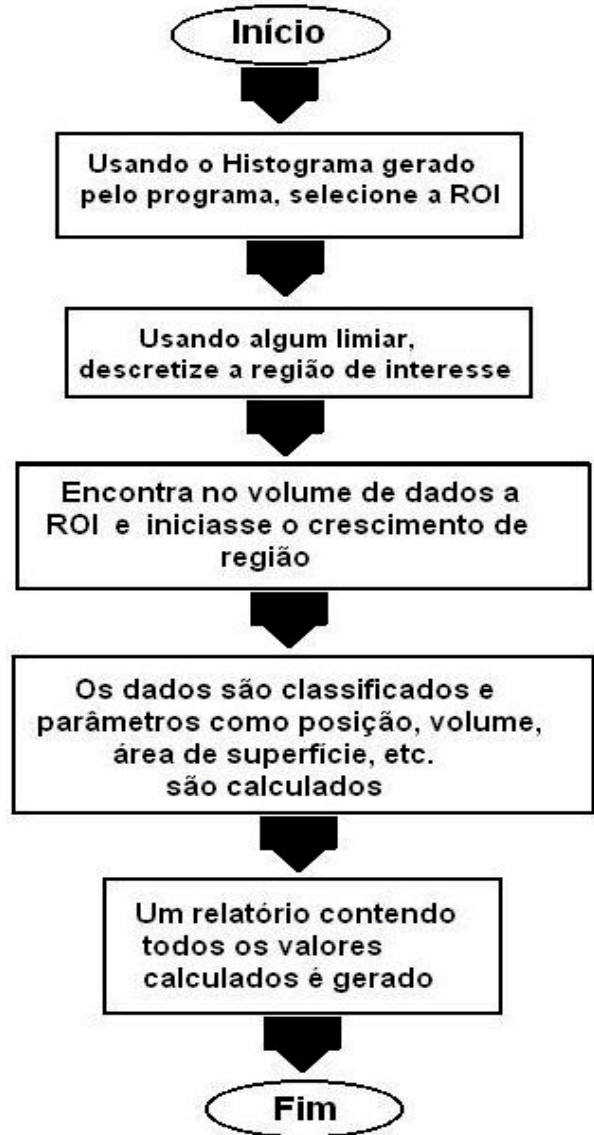 Início
Usando o Histograma gerado
pelo programa, selecione a ROI
Usando algum limiar,
descretize a região de interesse
Encontra no volume de dados a
ROI e iniciasse o crescimento de
região
Os dados são classificados e
parâmetros como posição, volume,
área de superfície, etc.
são calculados
Um relatório contendo
todos os valores
calculados é gerado
Fim